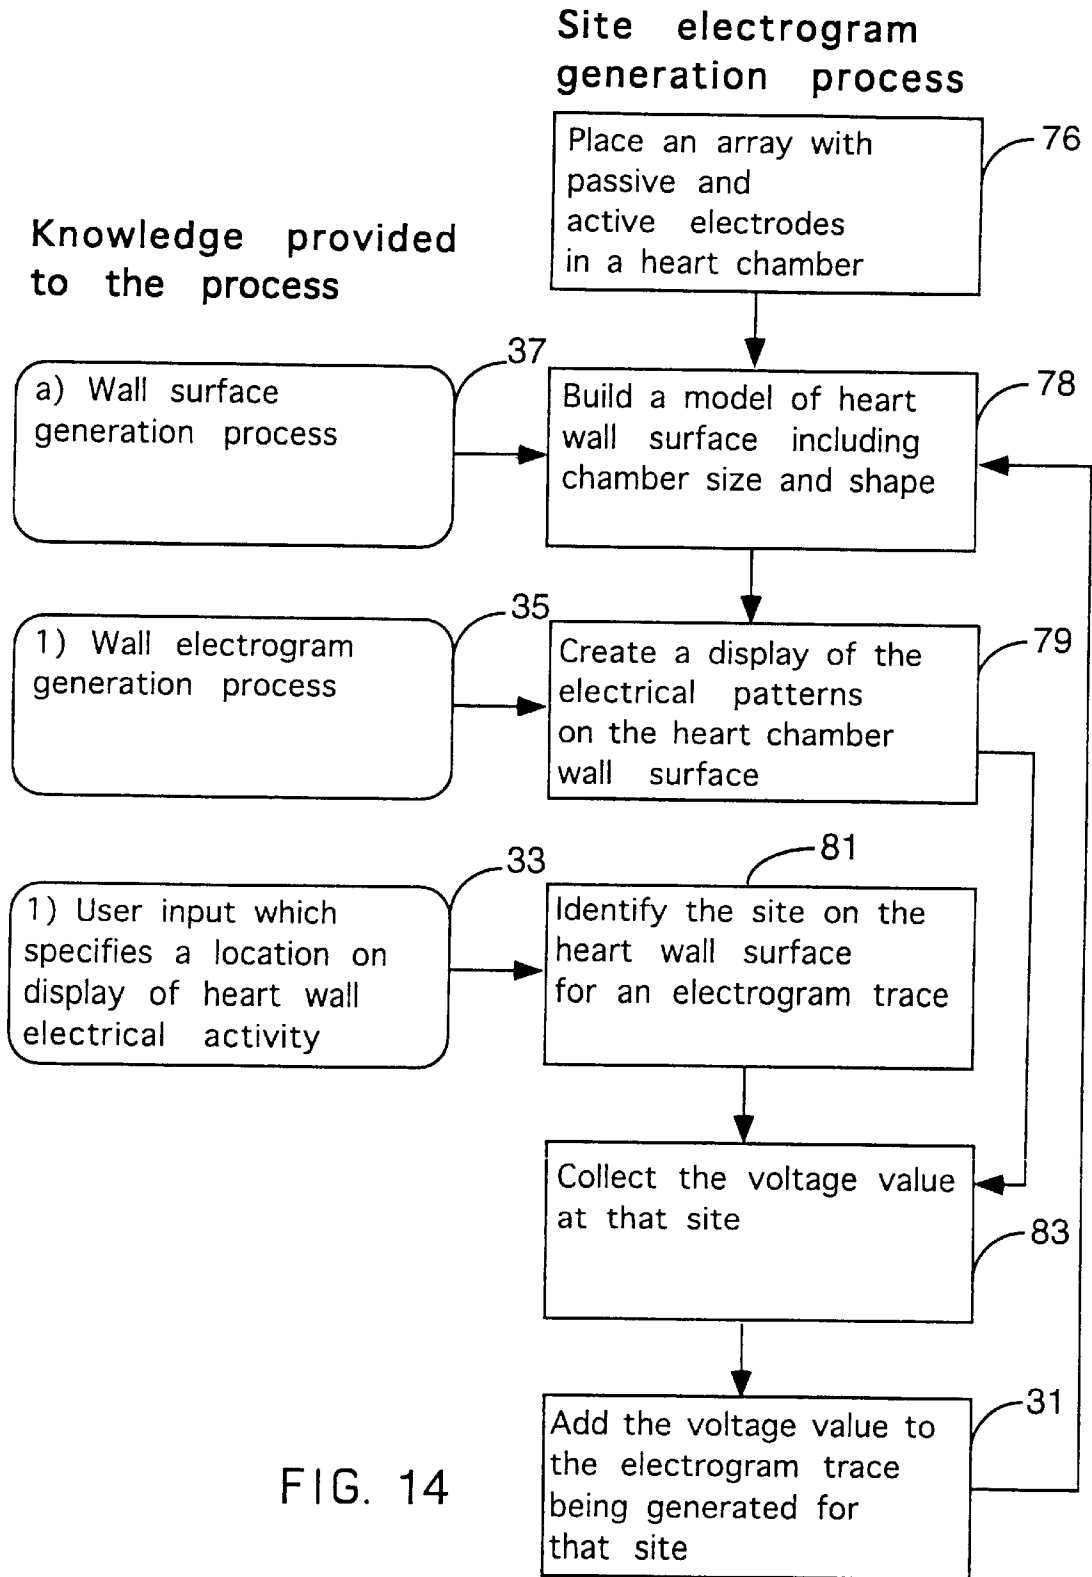 Site electrogram
generation process
Place an array with
passive and
active electrodes
in a heart chamber
76
Knowledge provided
to the process
a) Wall surface
generation process
37
Build a model of heart
wall surface including
chamber size and shape
78
1) Wall electrogram
generation process
35
Create a display of the
electrical patterns
on the heart chamber
wall surface
79
1) User input which
specifies a location on
display of heart wall
electrical activity
33
Identify the site on the
heart wall surface
for an electrogram trace
81
Collect the voltage value
at that site
83
Add the voltage value to
the electrogram trace
being generated for
that site
31
FIG. 14